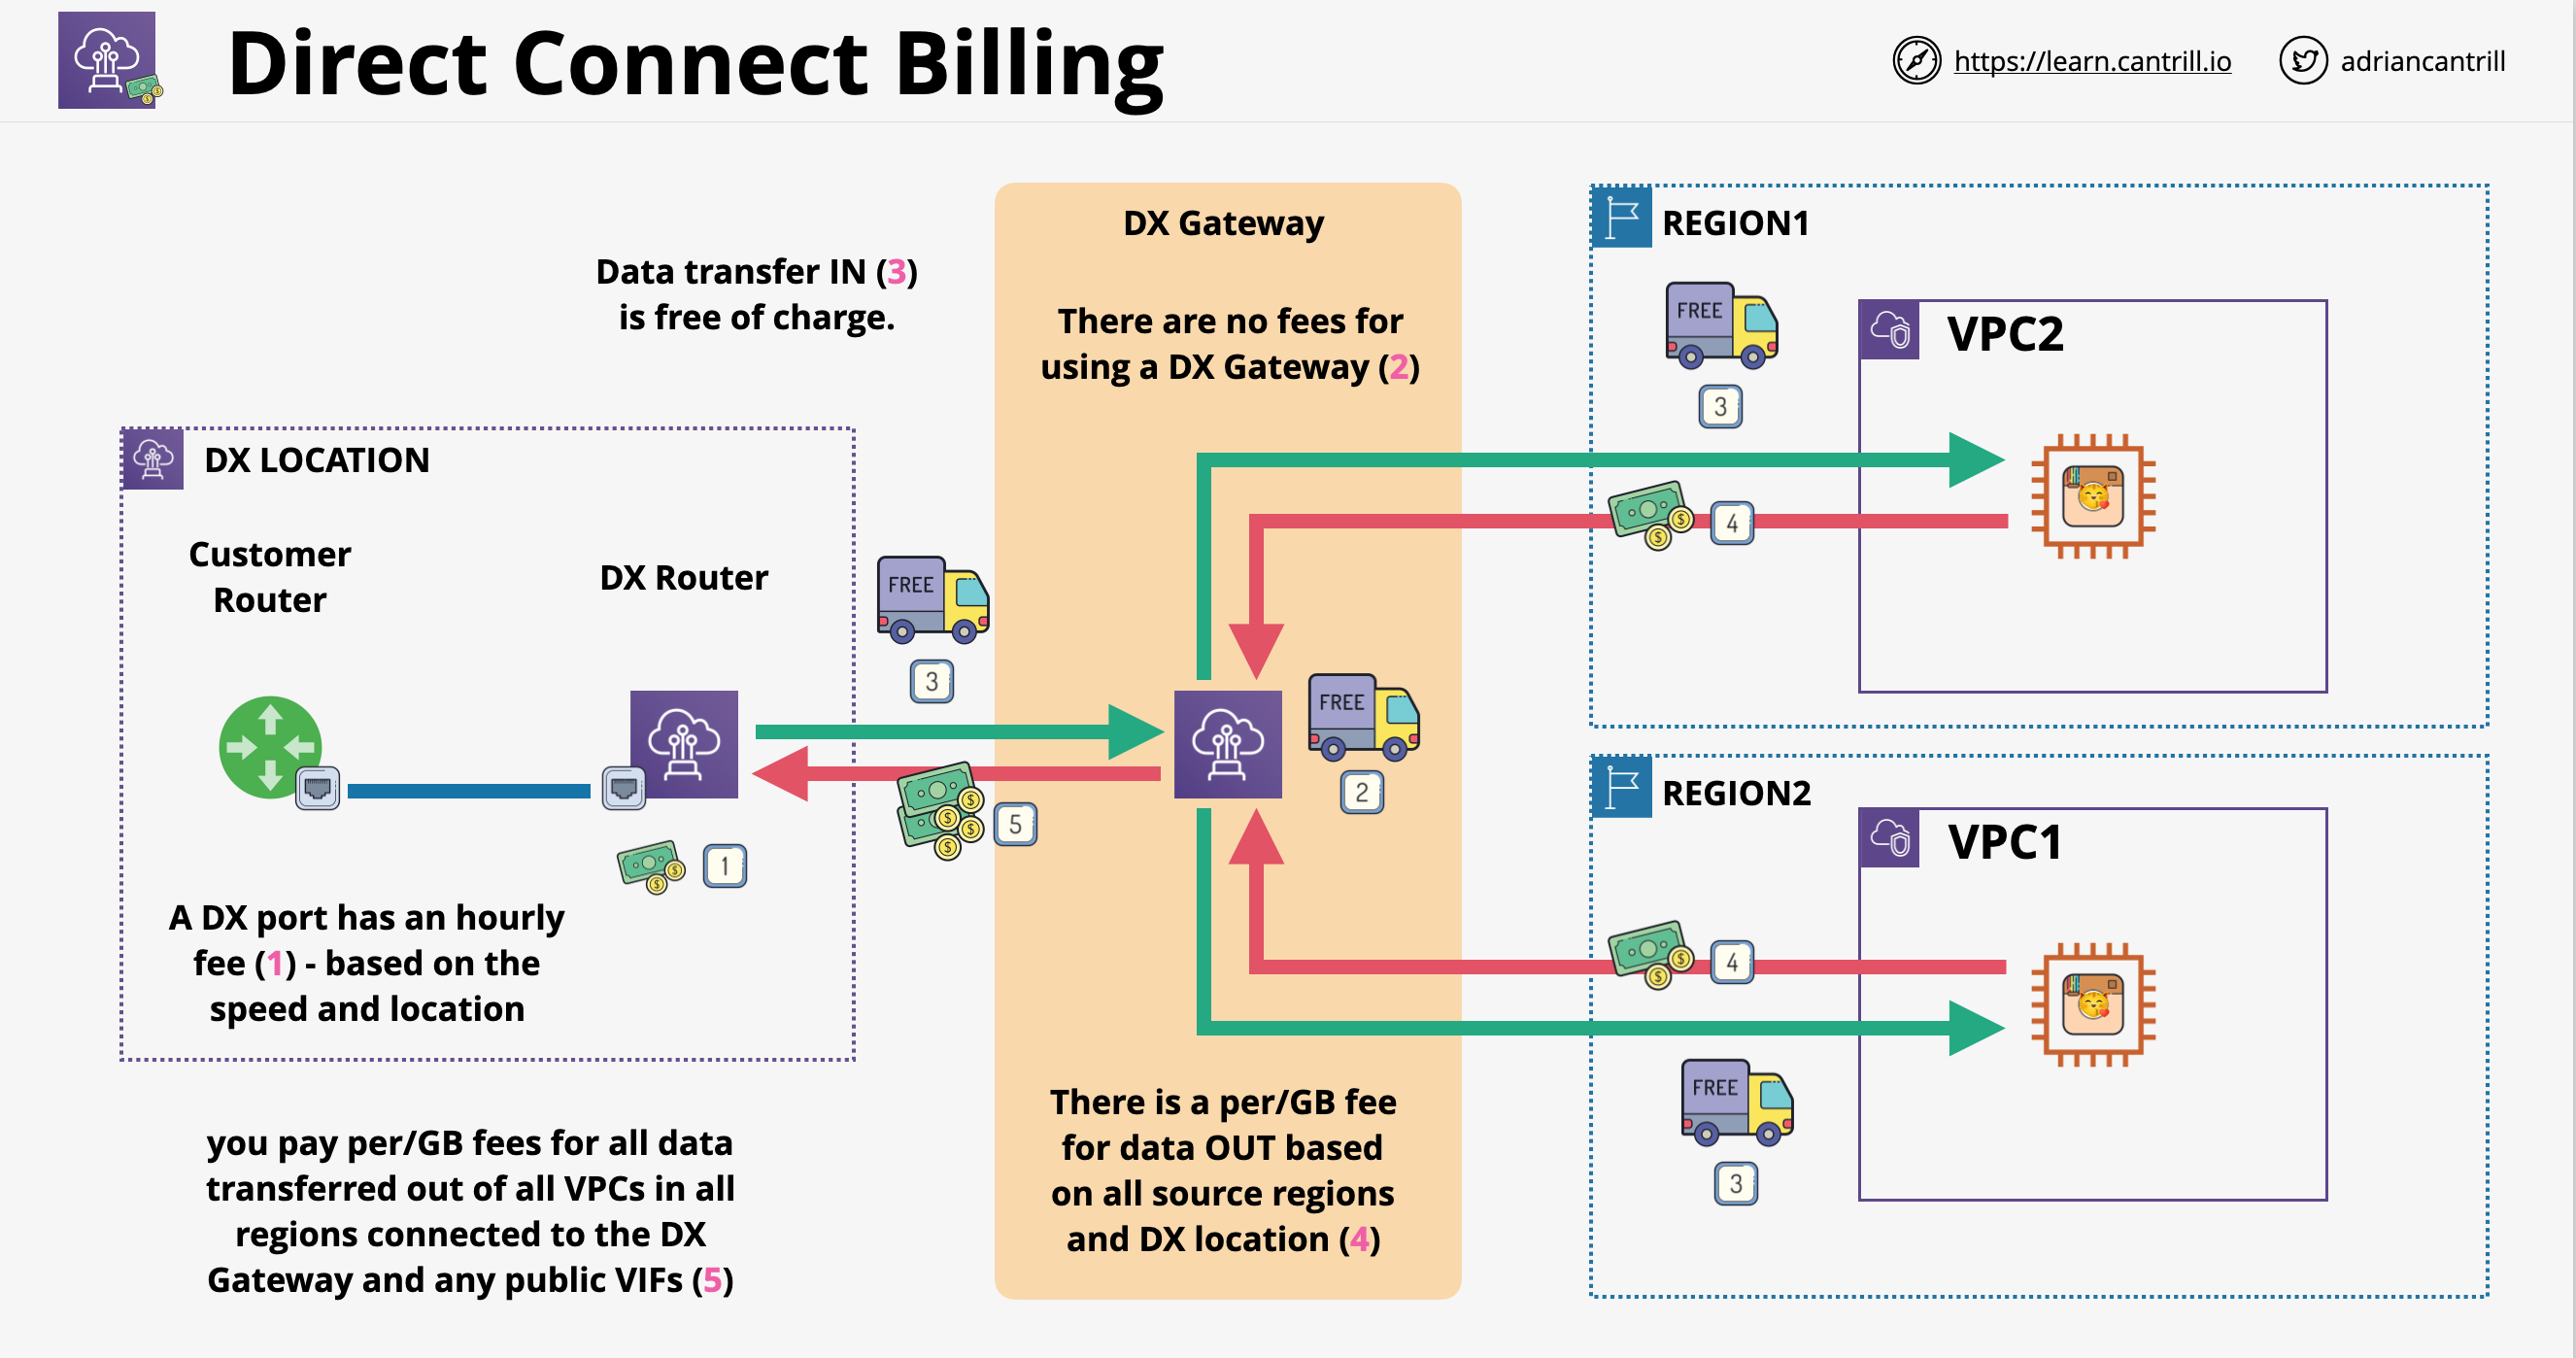 Direct Connect Billing
https://learn.cantrill.io
adriancantrill
Data transfer IN (3)
is free of charge.
DX Gateway
There are no fees for
using a DX Gateway (2)
REGION1
FREE
3
VPC2
4
DX LOCATION
Customer
Router
DX Router
FREE
3
FREE
2
5
1
A DX port has an hourly
fee (1) - based on the
speed and location
REGION2
VPC1
4
FREE
3
There is a per/GB fee
for data OUT based
on all source regions
and DX location (4)
you pay per/GB fees for all data
transferred out of all VPCs in all
regions connected to the DX
Gateway and any public VIFs (5)